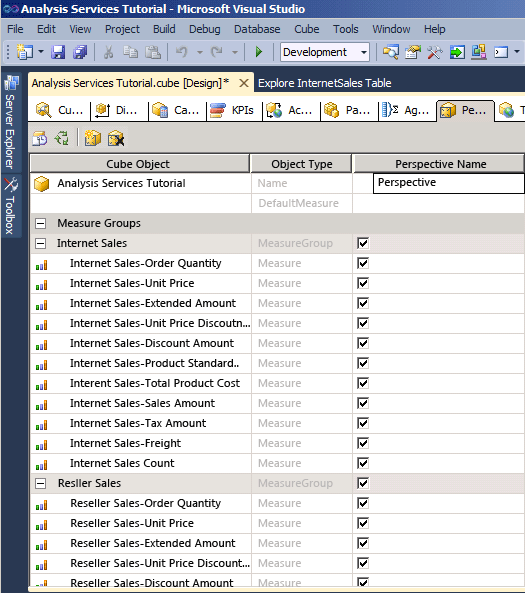 Analysis Services Tutorial - Microsoft Visual Studio
File Edit View Project Build Debug Database Cube Tools Window Help
Development
Analysis Services Tutorial.cube [Design]* Explore InternetSales Table
Cu... Di... Ca... KPIs Ac... Pa... Ag... Pe... T
Server Explorer
Toolbox
Cube Object Object Type Perspective Name
Analysis Services Tutorial Name Perspective
DefaultMeasure
Measure Groups
Internet Sales MeasureGroup
Internet Sales-Order Quantity Measure
Internet Sales-Unit Price Measure
Internet Sales-Extended Amount Measure
Internet Sales-Unit Price Discoutn... Measure
Internet Sales-Discount Amount Measure
Internet Sales-Product Standard.. Measure
Interent Sales-Total Product Cost Measure
Internet Sales-Sales Amount Measure
Internet Sales-Tax Amount Measure
Internet Sales-Freight Measure
Internet Sales Count Measure
Resller Sales MeasureGroup
Reseller Sales-Order Quantity Measure
Reseller Sales-Unit Price Measure
Reseller Sales-Extended Amount Measure
Reseller Sales-Unit Price Discount... Measure
Reseller Sales-Discount Amount Measure